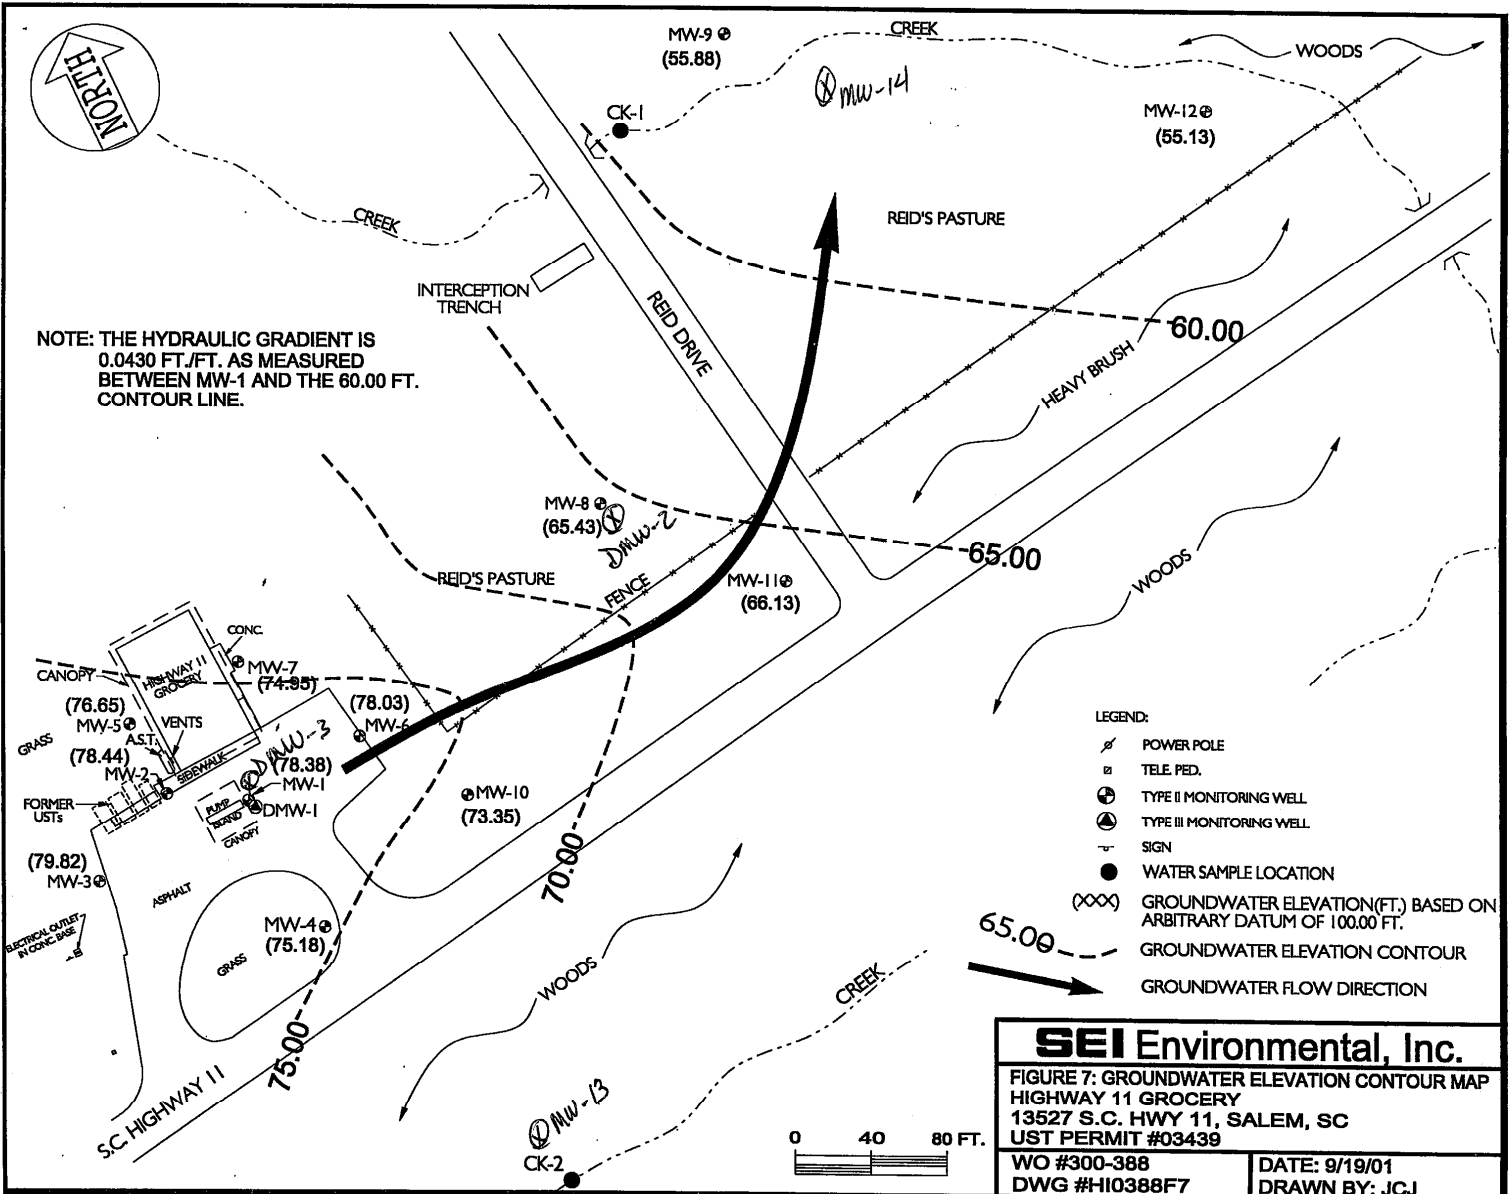 NORTH
MW-9
(55.88)
CREEK
WOODS
MW-14
CK-1
MW-12
(55.13)
CREEK
REID'S PASTURE
INTERCEPTION
TRENCH
REID DRIVE
60.00
NOTE: THE HYDRAULIC GRADIENT IS
0.0430 FT./FT. AS MEASURED
BETWEEN MW-1 AND THE 60.00 FT.
CONTOUR LINE.
HEAVY BRUSH
MW-8
(65.43)
DMW-2
65.00
WOODS
REID'S PASTURE
FENCE
MW-11
(66.13)
CONC.
CANOPY
HIGHWAY 11
GROCERY
MW-7
(74.95)
(76.65)
MW-5
VENTS
(78.03)
MW-6
GRASS
A.S.T.
(78.44)
MW-2
SIDEWALK
DMW-3
(78.38)
MW-1
DMW-1
FORMER
USTs
PUMP
ISLAND
CANOPY
MW-10
(73.35)
(79.82)
MW-3
ASPHALT
70.00
ELECTRICAL OUTLET
IN CONC. BASE
E
MW-4
(75.18)
GRASS
WOODS
CREEK
75.00
S.C. HIGHWAY 11
MW-13
CK-2
0 40 80 FT.
LEGEND:
POWER POLE
TELE. PED.
TYPE II MONITORING WELL
TYPE III MONITORING WELL
SIGN
WATER SAMPLE LOCATION
(XXX) GROUNDWATER ELEVATION(FT.) BASED ON
ARBITRARY DATUM OF 100.00 FT.
65.00 GROUNDWATER ELEVATION CONTOUR
GROUNDWATER FLOW DIRECTION
SEI Environmental, Inc.
FIGURE 7: GROUNDWATER ELEVATION CONTOUR MAP
HIGHWAY 11 GROCERY
13527 S.C. HWY 11, SALEM, SC
UST PERMIT #03439
WO #300-388
DWG #HI0388F7
DATE: 9/19/01
DRAWN BY: JCJ